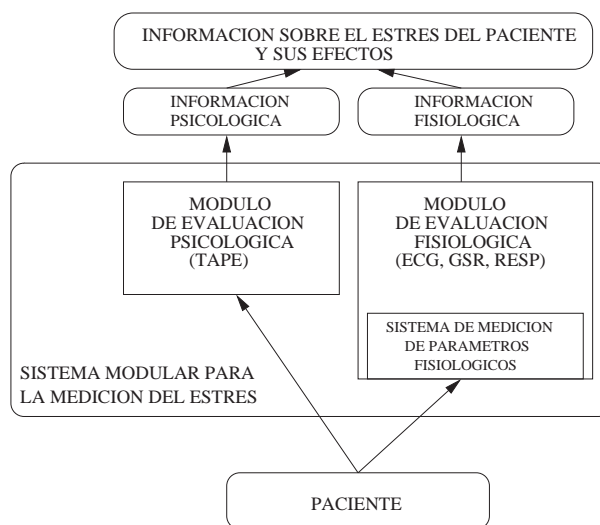 INFORMACION SOBRE EL ESTRES DEL PACIENTE
Y SUS EFECTOS
INFORMACION
PSICOLOGICA
INFORMACION
FISIOLOGICA
MODULO
DE EVALUACION
PSICOLOGICA
(TAPE)
MODULO
DE EVALUACION
FISIOLOGICA
(ECG, GSR, RESP)
SISTEMA DE MEDICION
DE PARAMETROS
FISIOLOGICOS
SISTEMA MODULAR PARA
LA MEDICION DEL ESTRES
PACIENTE